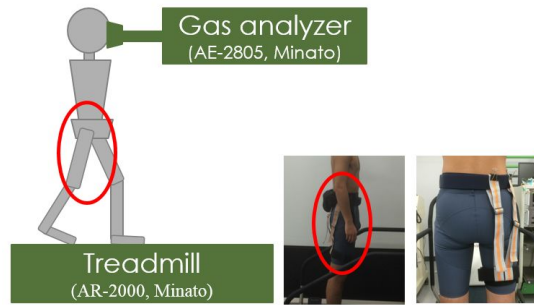 Gas analyzer
(AE-2805, Minato)
Treadmill
(AR-2000, Minato)